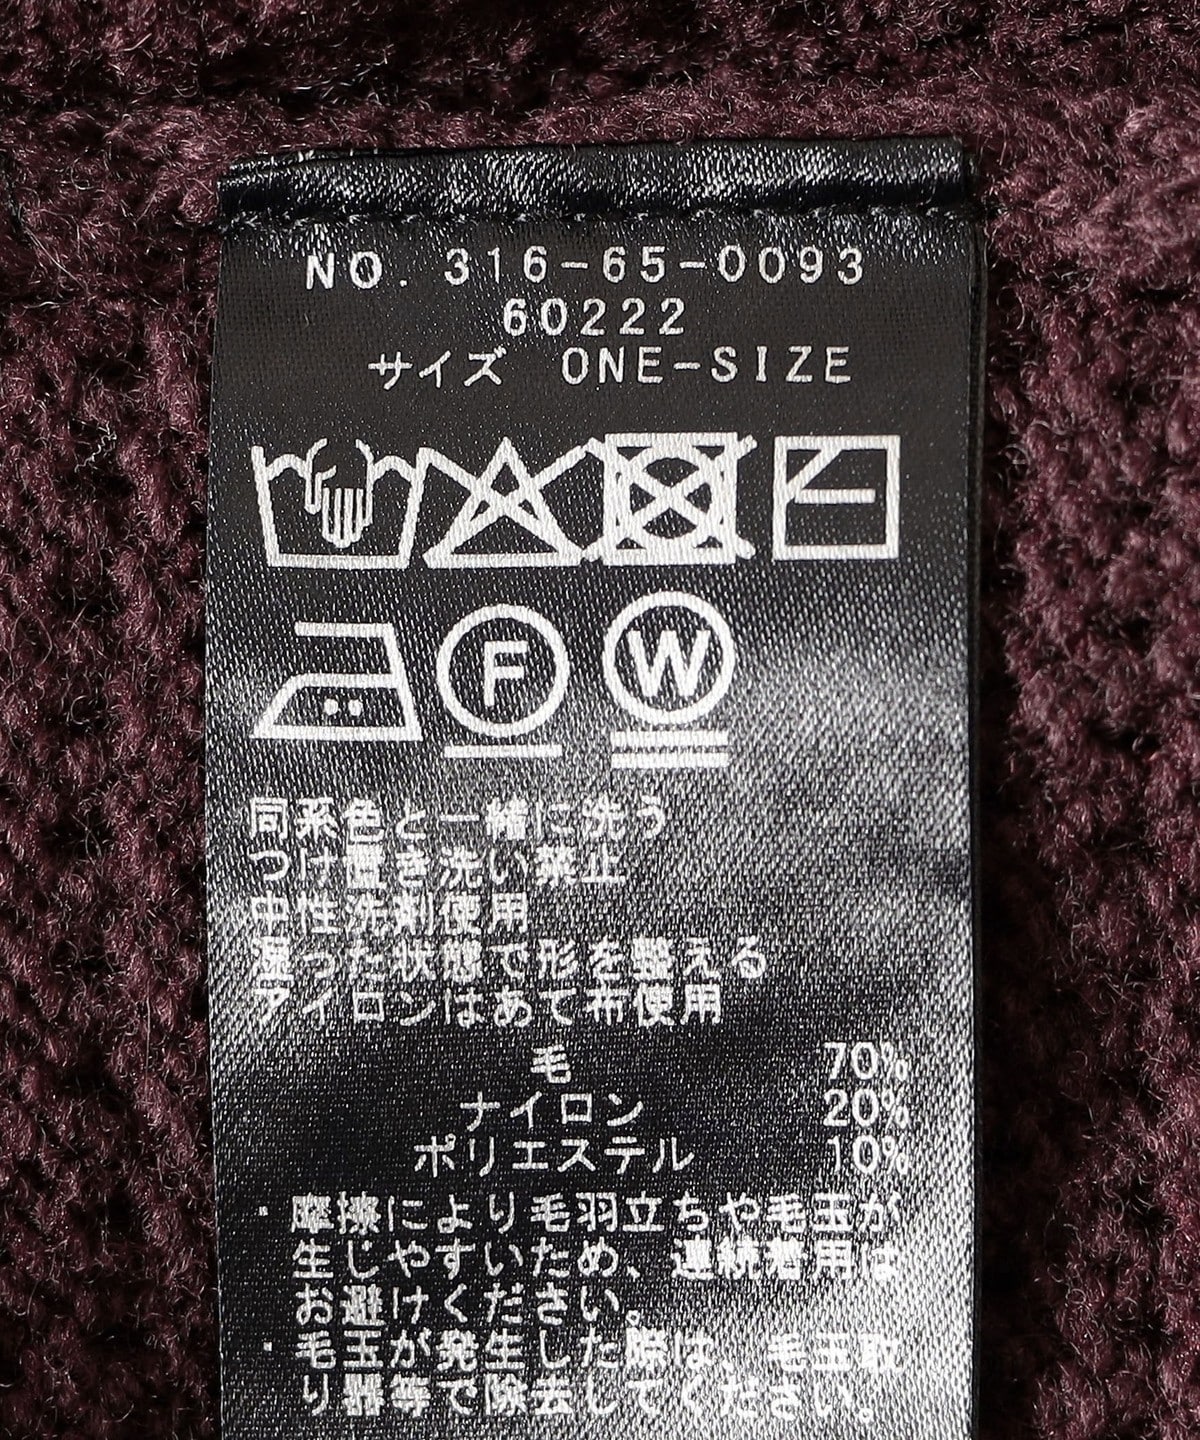 NO. 316-65-0093
60222
サイズ ONE-SIZE
F W
同系色と一緒に洗う
つけ置き洗い禁止
中性洗剤使用
湿った状態で形を整える
アイロンはあて布使用
毛 70%
ナイロン 20%
ポリエステル 10%
・摩擦により毛羽立ちや毛玉が
生じやすいため、連続着用は
お避けください。
・毛玉が発生した際は、毛玉取
り器等で除去してください。